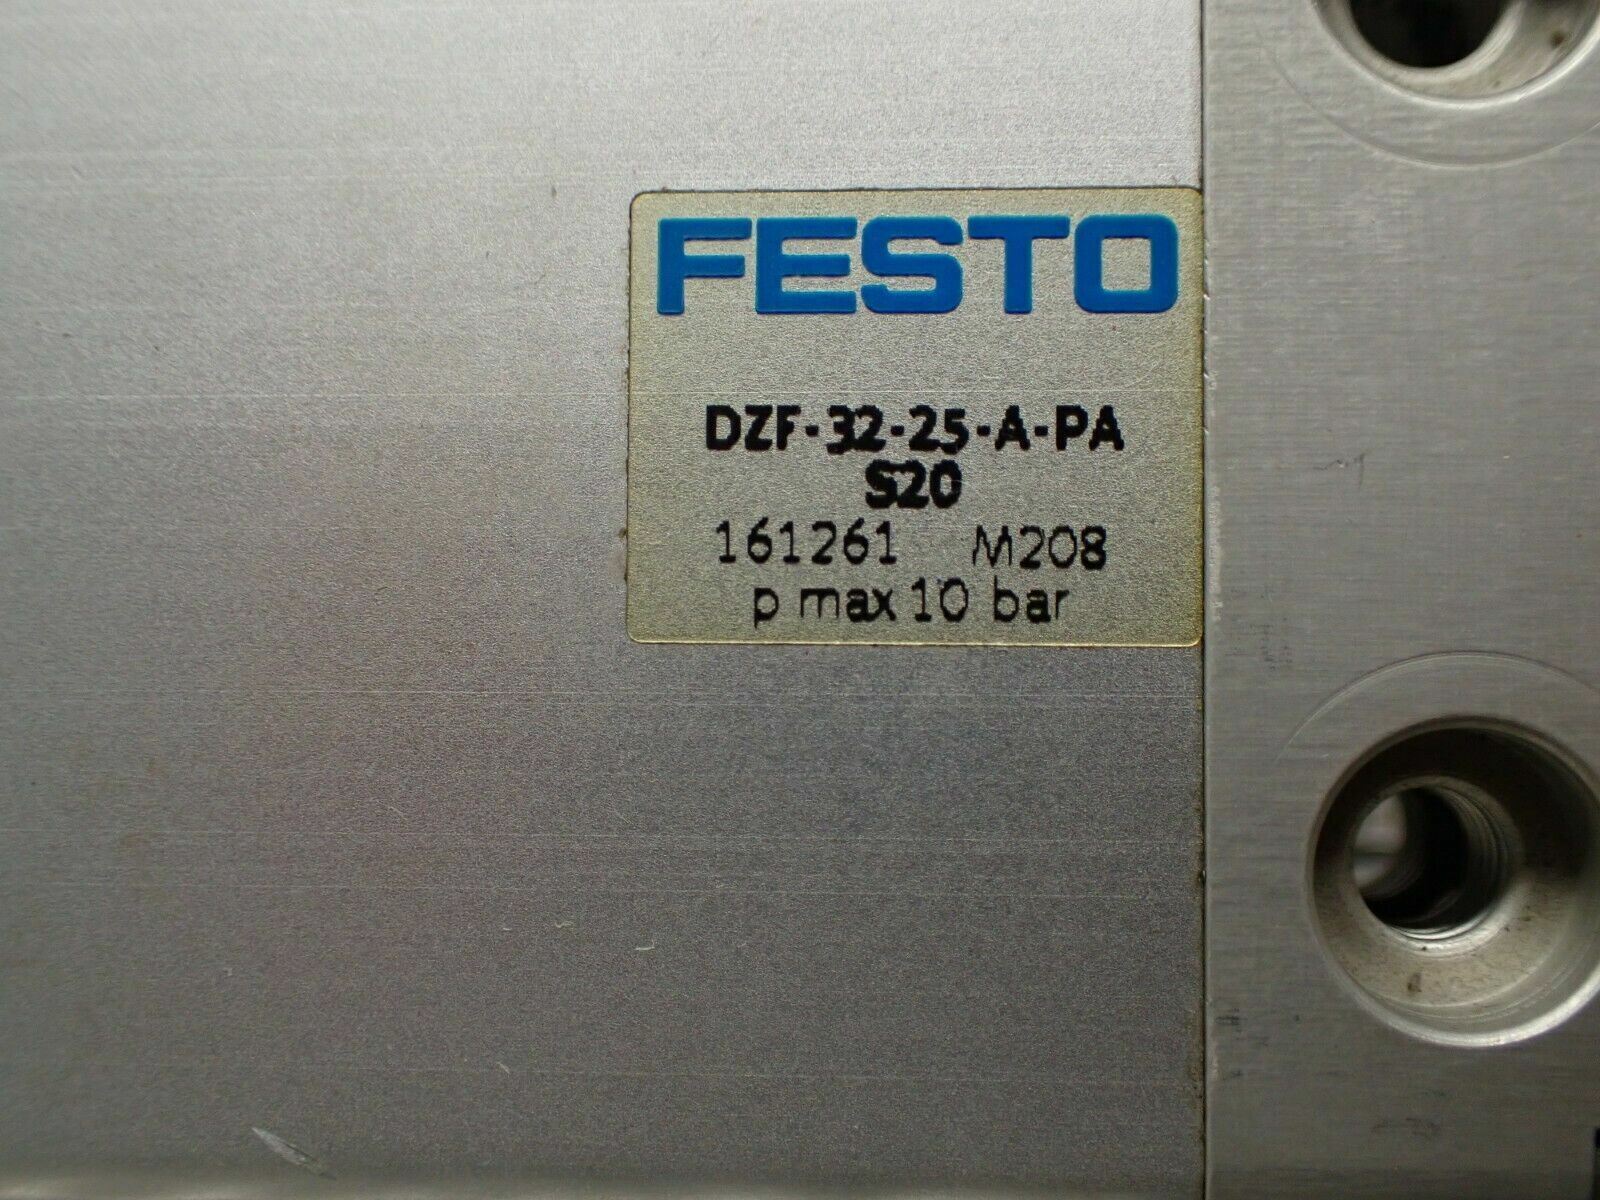 FESTO
DZF-32-25-A-PA
S20
161261 M208
p max 10 bar